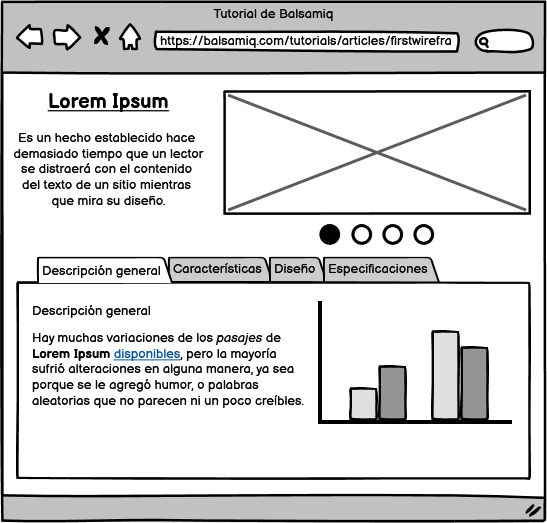 Tutorial de Balsamiq
https://balsamiq.com/tutorials/articles/firstwirefra
Lorem Ipsum
Es un hecho establecido hace
demasiado tiempo que un lector
se distraerá con el contenido
del texto de un sitio mientras
que mira su diseño.
Descripción general
Características
Diseño
Especificaciones
Descripción general
Hay muchas variaciones de los pasajes de
Lorem Ipsum disponibles, pero la mayoría
sufrió alteraciones en alguna manera, ya sea
porque se le agregó humor, o palabras
aleatorias que no parecen ni un poco creíbles.